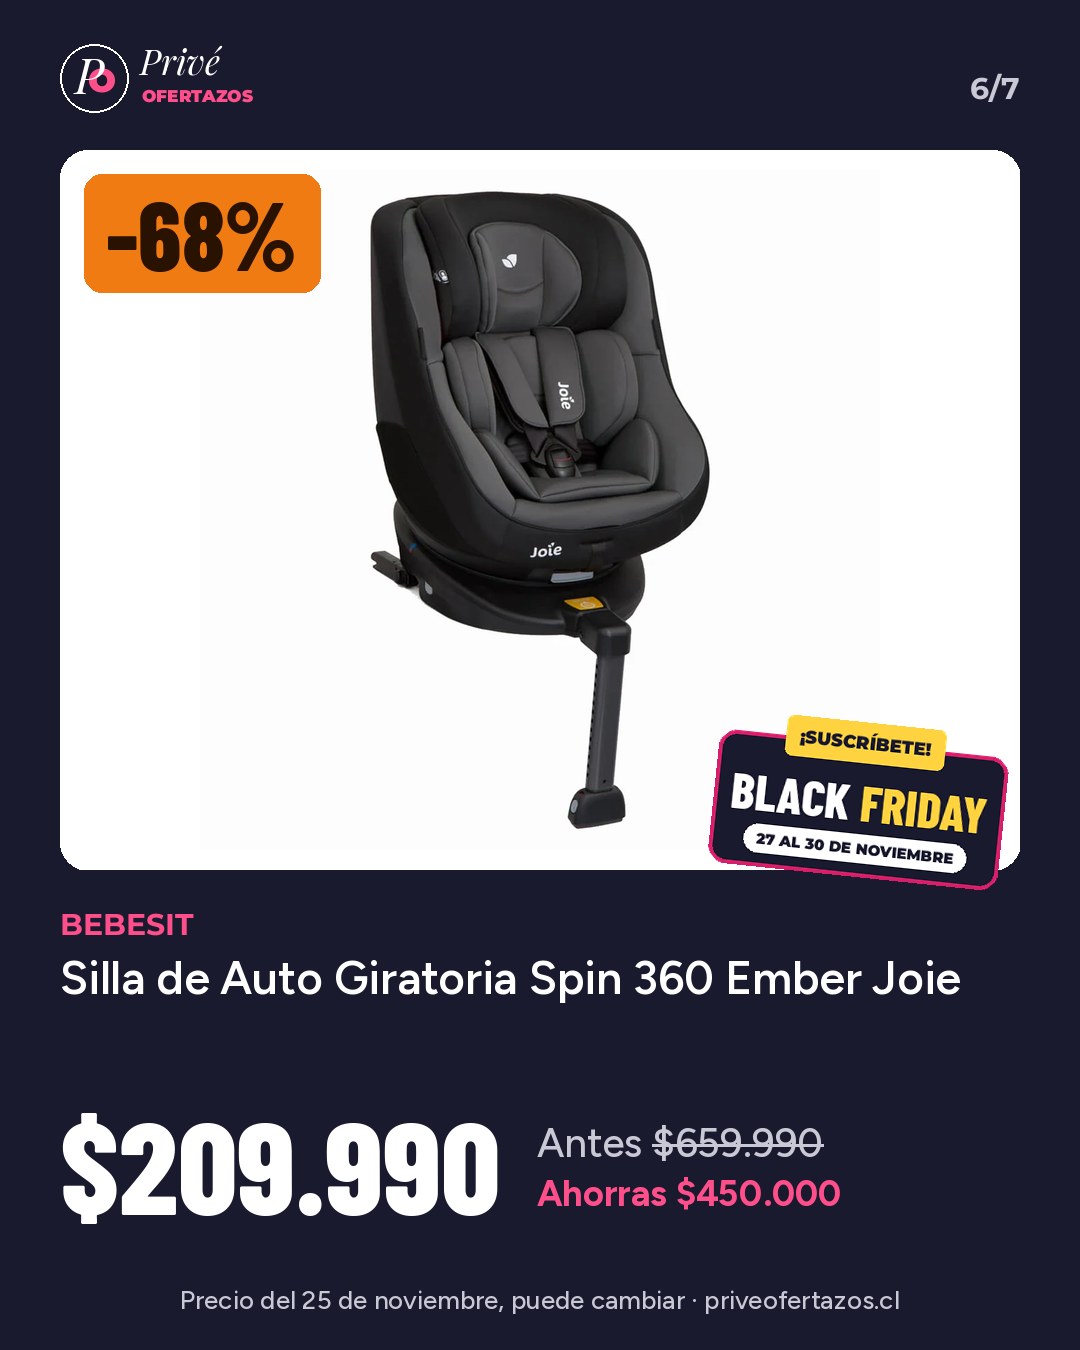 Privé
OFERTAZOS
6/7
-68%
Joie
Joie
¡SUSCRÍBETE!
BLACK FRIDAY
27 AL 30 DE NOVIEMBRE
BEBESIT
Silla de Auto Giratoria Spin 360 Ember Joie
$209.990
Antes $659.990
Ahorras $450.000
Precio del 25 de noviembre, puede cambiar · priveofertazos.cl